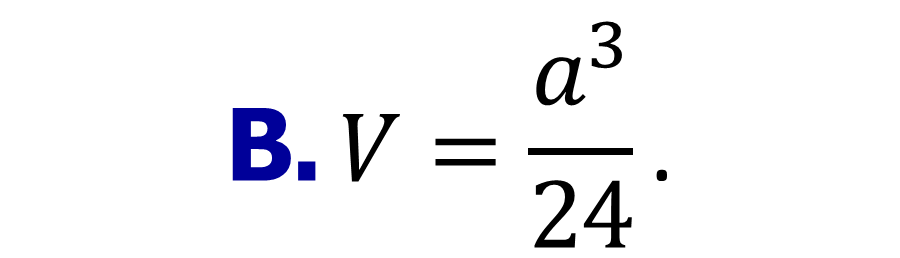 B. V = a³/24.